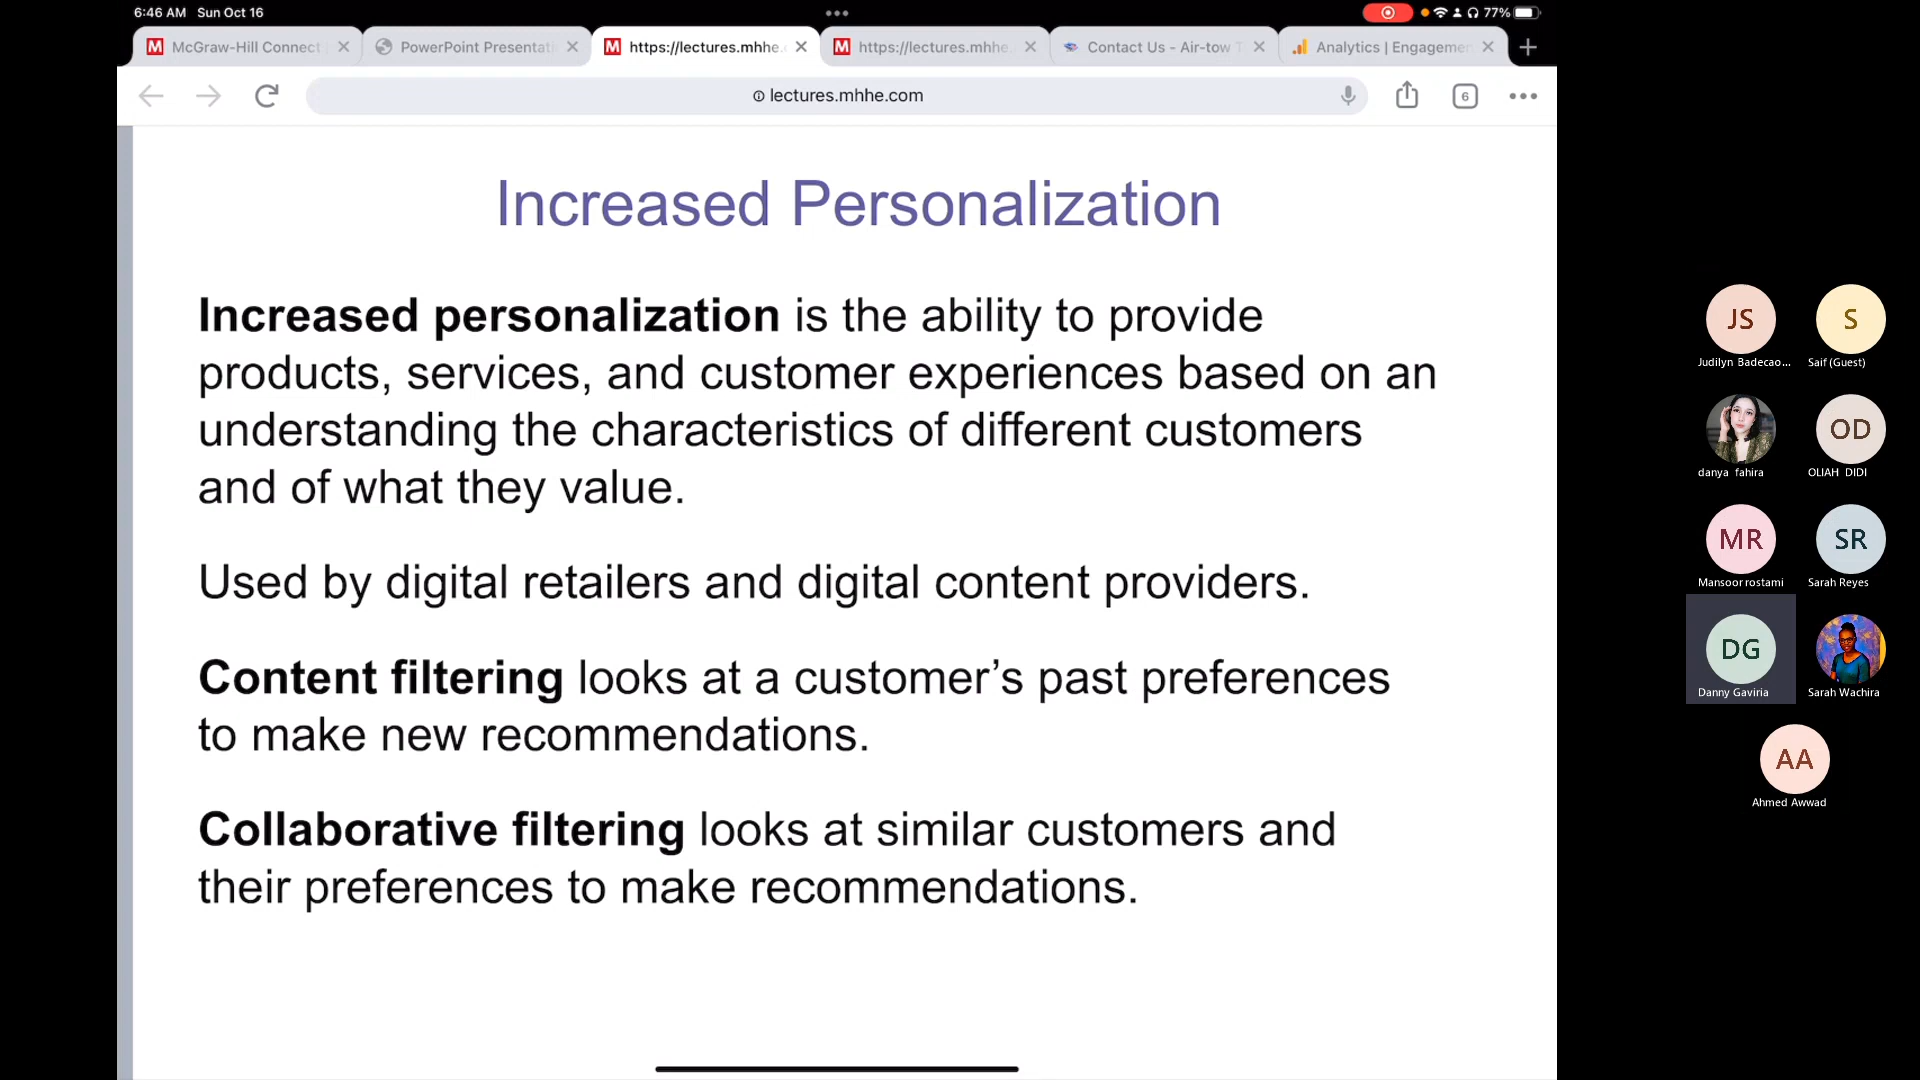 6:46 AM Sun Oct 16
77%
McGraw-Hill Connect
PowerPoint Presentati
https://lectures.mhhe.
https://lectures.mhhe.
Contact Us - Air-tow T
Analytics | Engagemen
lectures.mhhe.com
6
Increased Personalization
Increased personalization is the ability to provide
products, services, and customer experiences based on an
understanding the characteristics of different customers
and of what they value.
Used by digital retailers and digital content providers.
Content filtering looks at a customer’s past preferences
to make new recommendations.
Collaborative filtering looks at similar customers and
their preferences to make recommendations.
JS
S
Judilyn Badecao...
Saif (Guest)
OD
danya fahira
OLIAH DIDI
MR
SR
Mansoor rostami
Sarah Reyes
DG
Danny Gaviria
Sarah Wachira
AA
Ahmed Awwad